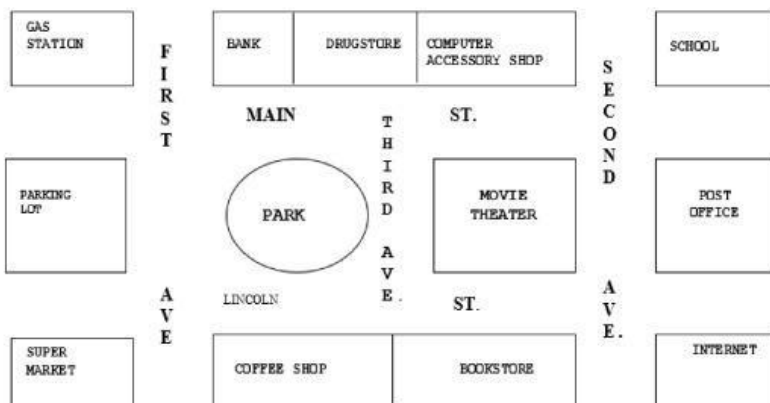 GAS
STATION
FIRST
BANK
DRUGSTORE
COMPUTER
ACCESSORY SHOP
SECOND
SCHOOL
MAIN
ST.
THIRD AVE.
PARKING
LOT
PARK
MOVIE
THEATER
POST
OFFICE
AVE
LINCOLN
ST.
AVE.
SUPER
MARKET
COFFEE SHOP
BOOKSTORE
INTERNET